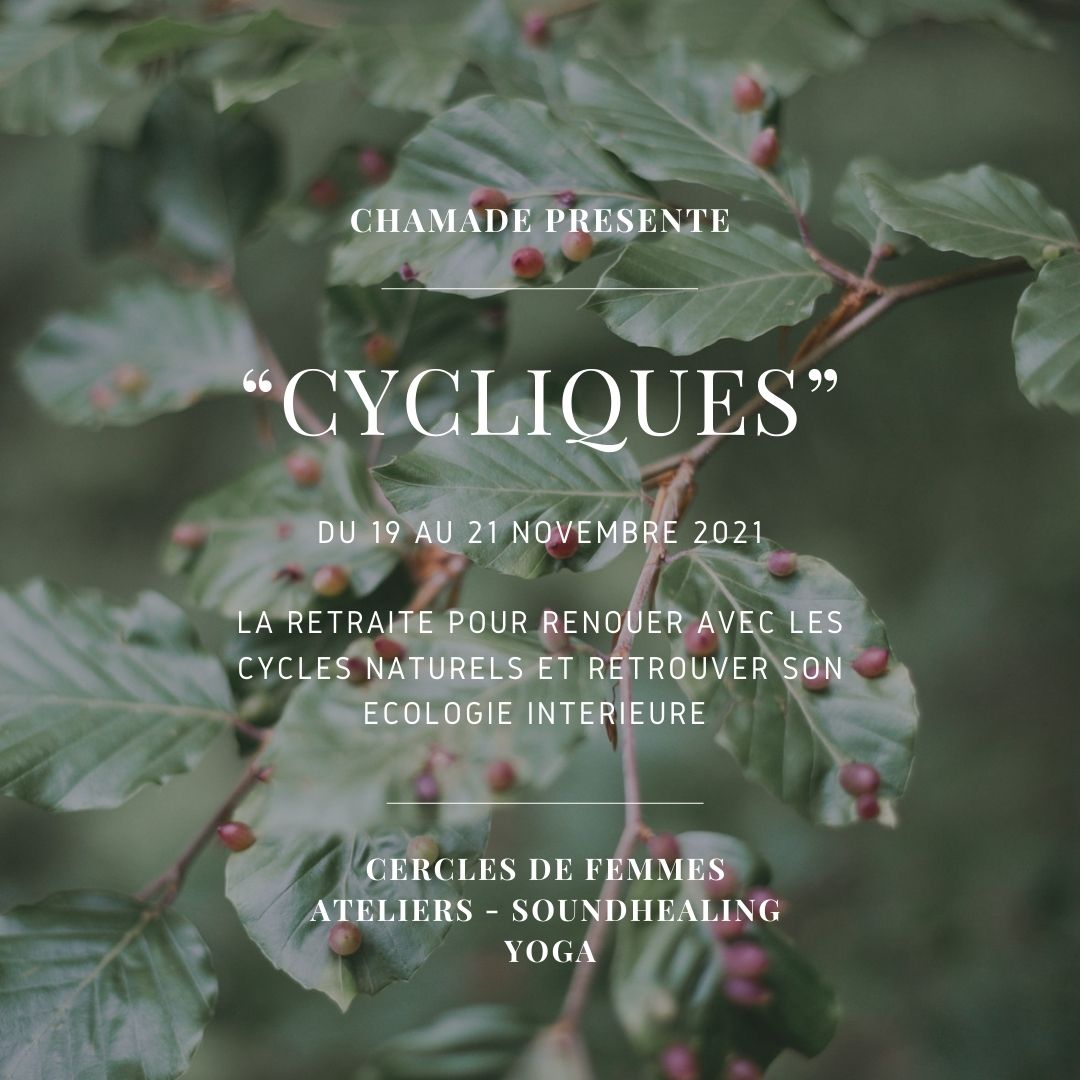 CHAMADE PRESENTE
“CYCLIQUES”
DU 19 AU 21 NOVEMBRE 2021
LA RETRAITE POUR RENOUER AVEC LES
CYCLES NATURELS ET RETROUVER SON
ECOLOGIE INTERIEURE
CERCLES DE FEMMES
ATELIERS - SOUNDHEALING
YOGA